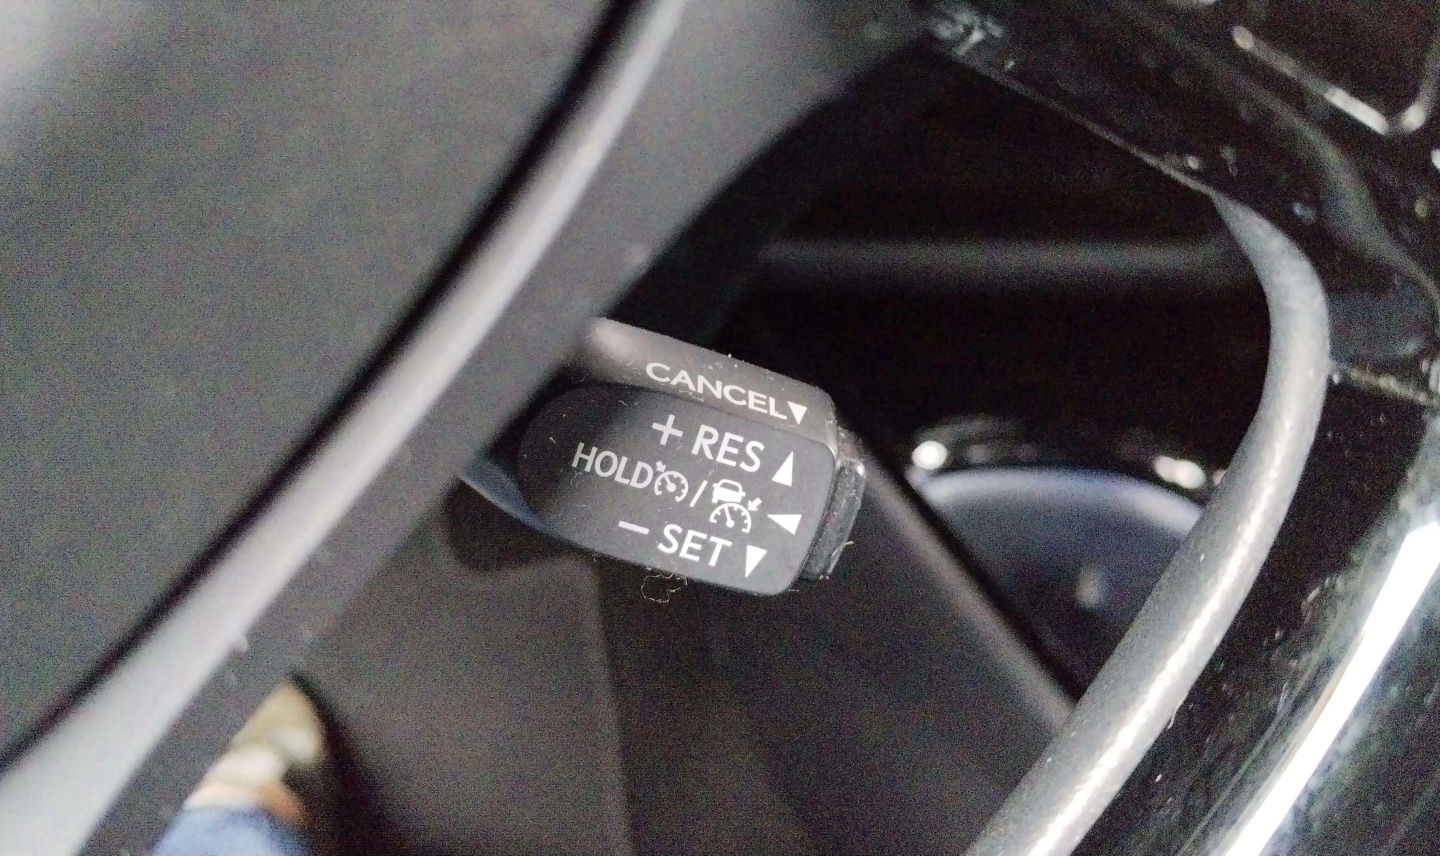 CANCEL▼
+ RES ▲
HOLD / ◀
− SET ▼